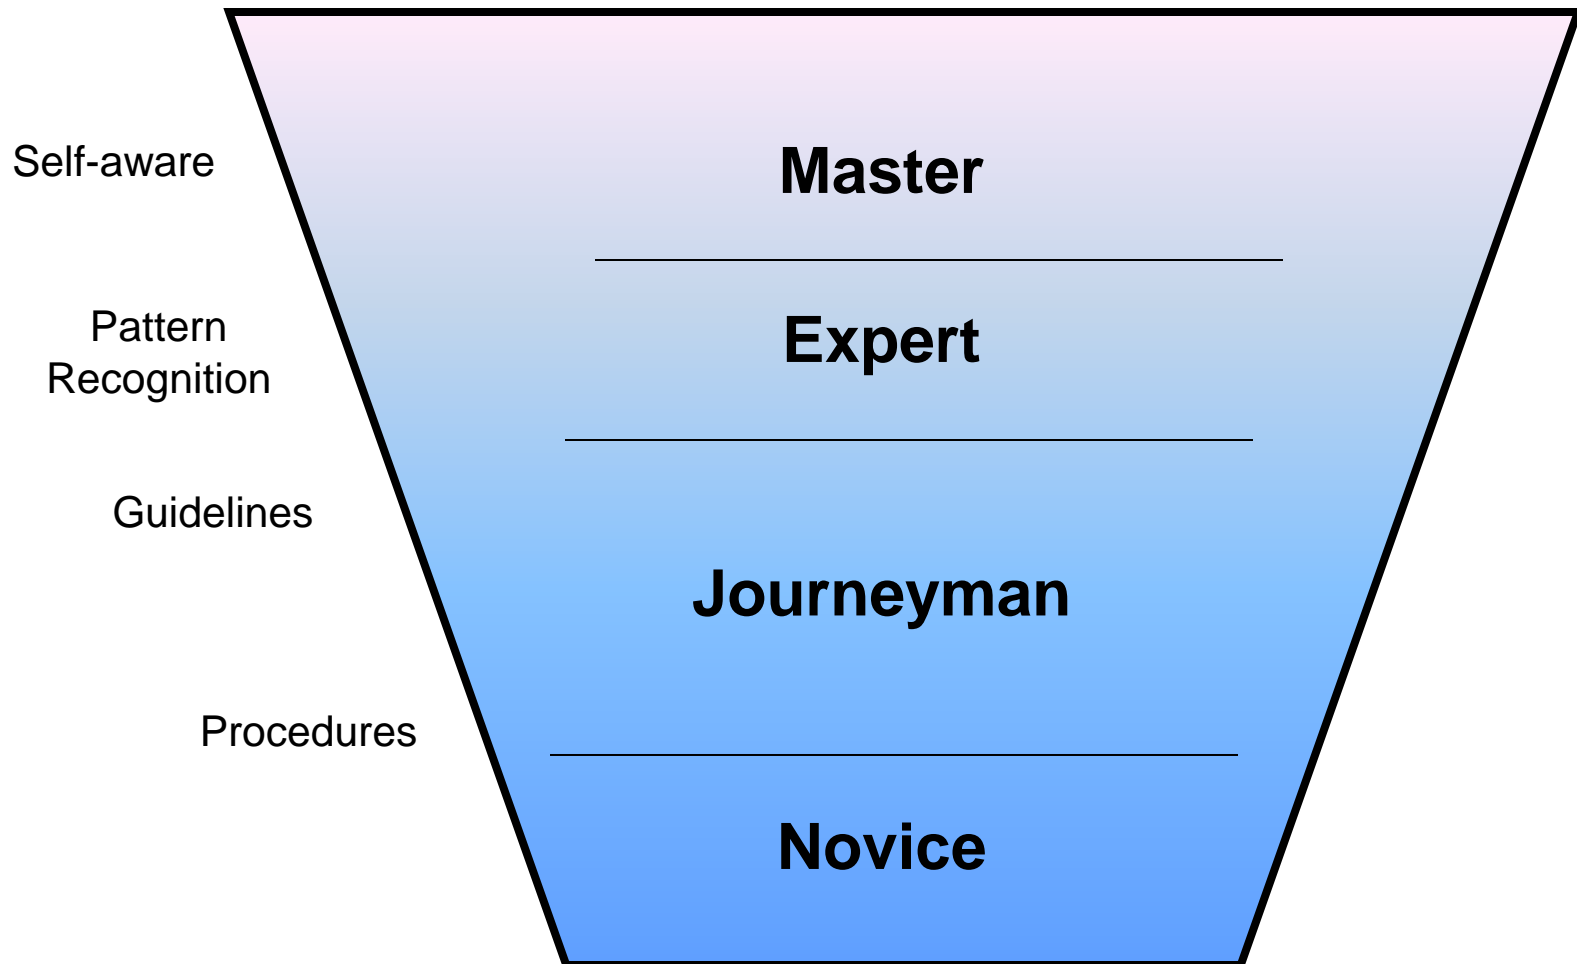 Self-aware
Master
Pattern
Recognition
Expert
Guidelines
Journeyman
Procedures
Novice